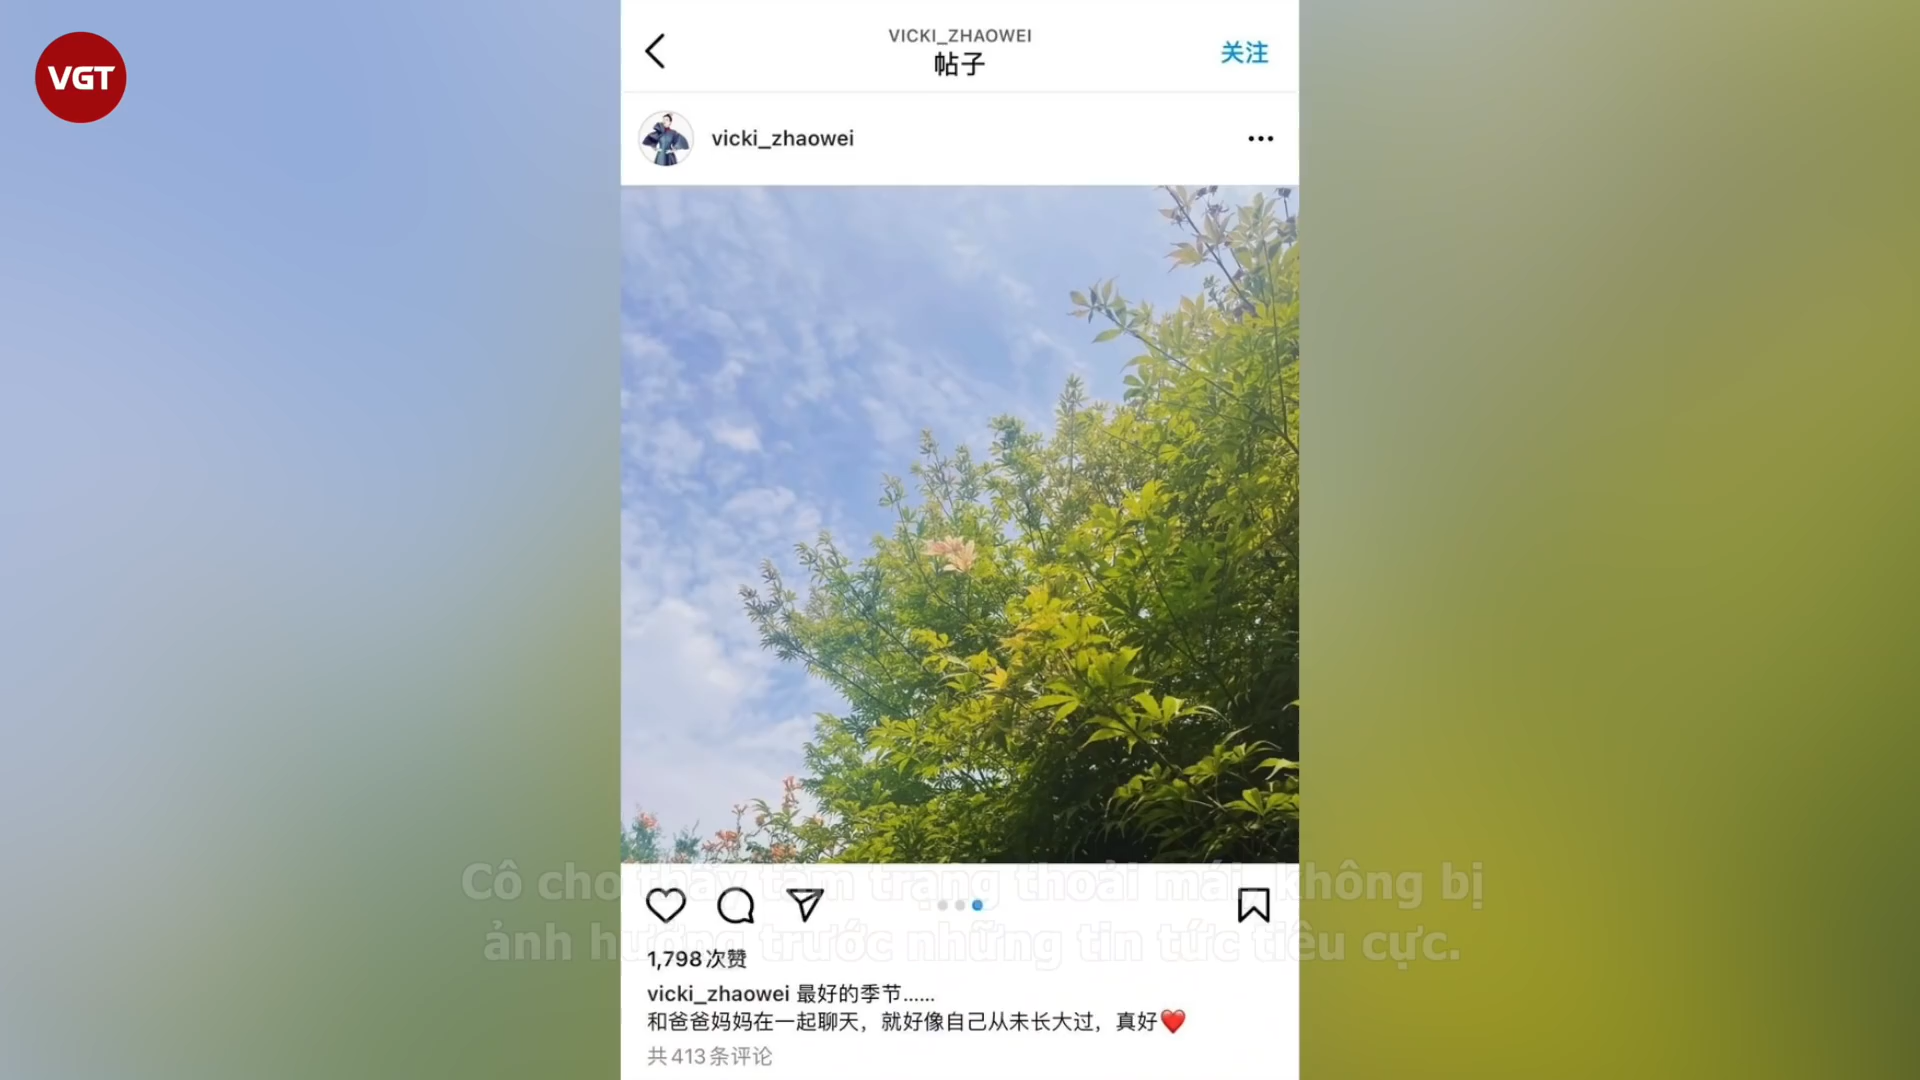 VGT
VICKI_ZHAOWEI
帖子
关注
vicki_zhaowei
Cô cho thấy tâm trạng thoải mái, không bị
ảnh hưởng trước những tin tức tiêu cực.
1,798次赞
vicki_zhaowei 最好的季节......
和爸爸妈妈在一起聊天，就好像自己从未长大过，真好❤️
共413条评论